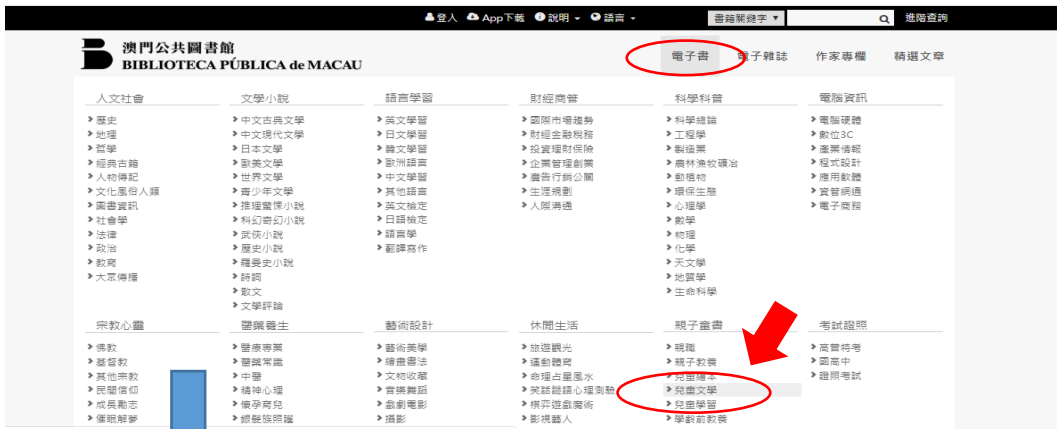 登入 App下載 說明 語言 書籍關鍵字 進階查詢
澳門公共圖書館
BIBLIOTECA PÚBLICA de MACAU
電子書 電子雜誌 作家專欄 精選文章
人文社會
歷史
地理
哲學
經典古籍
人物傳記
文化風俗人類
圖書資訊
社會學
法律
政治
教育
大眾傳播
文學小說
中文古典文學
中文現代文學
日本文學
歐美文學
世界文學
青少年文學
推理驚悚小說
科幻奇幻小說
武俠小說
歷史小說
羅曼史小說
詩詞
散文
文學評論
語言學習
英文學習
日文學習
韓文學習
歐洲語言
中文學習
其他語言
英文檢定
日語檢定
語言學
翻譯寫作
財經商管
國際市場趨勢
財經金融稅務
投資理財保險
企業管理創業
廣告行銷公關
生涯規劃
人際溝通
科學科普
科學總論
工程學
製造業
農林漁牧礦冶
動植物
環保生態
心理學
數學
物理
化學
天文學
地質學
生命科學
電腦資訊
電腦硬體
數位3C
產業情報
程式設計
應用軟體
資管網通
電子商務
宗教心靈
佛教
基督教
其他宗教
民間信仰
成長勵志
催眠解夢
醫藥養生
醫療專業
醫藥常識
中醫
精神心理
懷孕育兒
銀髮族照護
藝術設計
藝術美學
繪畫書法
文物收藏
音樂舞蹈
戲劇電影
攝影
休閒生活
旅遊觀光
運動體育
命理占星風水
笑話謎語心理測驗
棋弈遊戲魔術
影視藝人
親子童書
親職
親子教養
兒童繪本
兒童文學
兒童學習
學齡前教養
考試證照
高普特考
國高中
證照考試